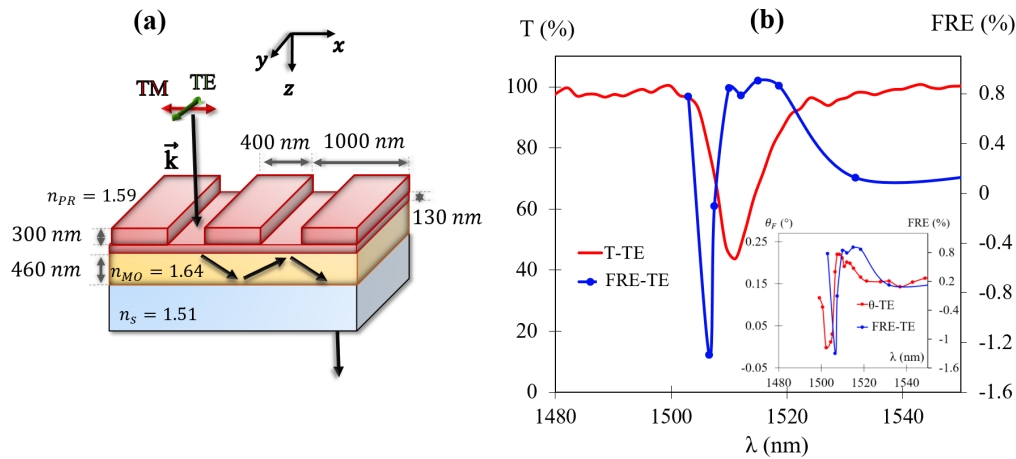 (a)
x
y
z
TE
TM
k
400 nm
1000 nm
n_PR = 1.59
130 nm
300 nm
460 nm
n_MO = 1.64
n_s = 1.51
(b)
T (%)
FRE (%)
100
80
60
40
20
0
0.8
0.4
0
-0.4
-0.8
-1.2
-1.6
1480
1500
1520
1540
λ (nm)
T-TE
FRE-TE
θ_F (°)
FRE (%)
0.25
0.15
0.05
-0.05
0.8
0.2
-0.4
-1
-1.6
θ-TE
FRE-TE
λ (nm)
1480
1500
1520
1540